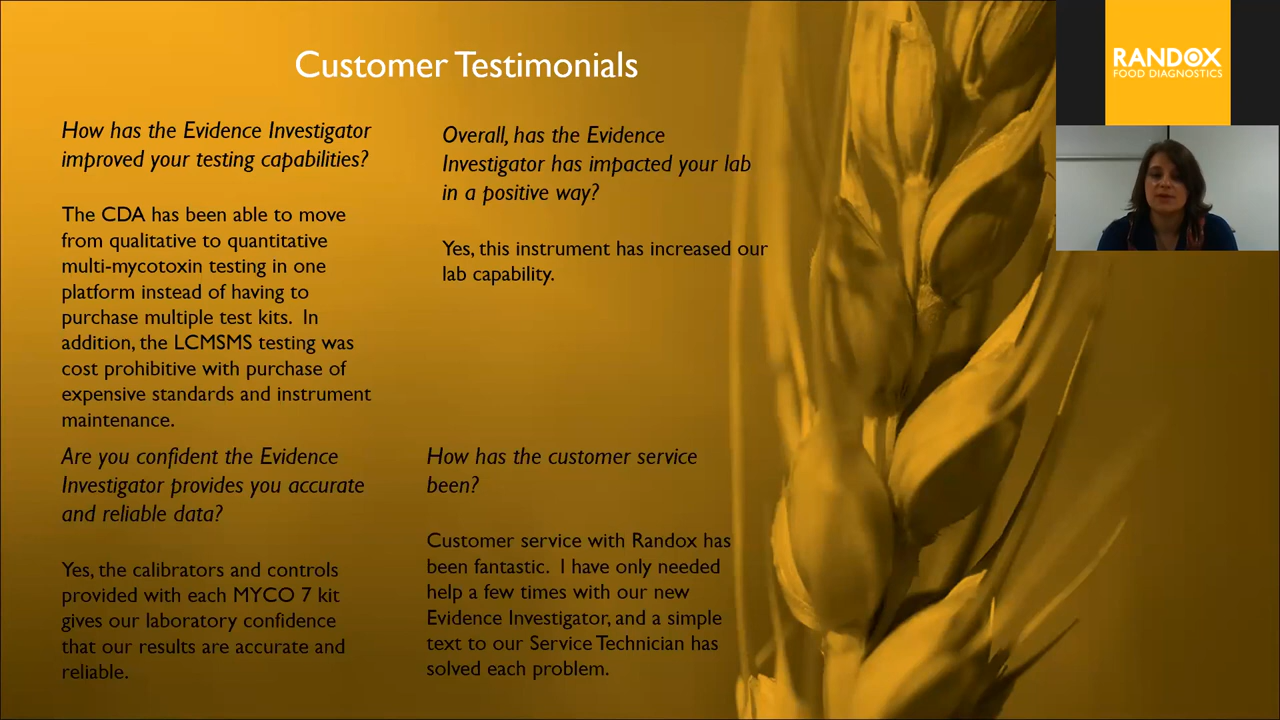 Customer Testimonials
RANDOX
FOOD DIAGNOSTICS
How has the Evidence Investigator
improved your testing capabilities?
The CDA has been able to move
from qualitative to quantitative
multi-mycotoxin testing in one
platform instead of having to
purchase multiple test kits. In
addition, the LCMSMS testing was
cost prohibitive with purchase of
expensive standards and instrument
maintenance.
Overall, has the Evidence
Investigator has impacted your lab
in a positive way?
Yes, this instrument has increased our
lab capability.
Are you confident the Evidence
Investigator provides you accurate
and reliable data?
Yes, the calibrators and controls
provided with each MYCO 7 kit
gives our laboratory confidence
that our results are accurate and
reliable.
How has the customer service
been?
Customer service with Randox has
been fantastic. I have only needed
help a few times with our new
Evidence Investigator, and a simple
text to our Service Technician has
solved each problem.